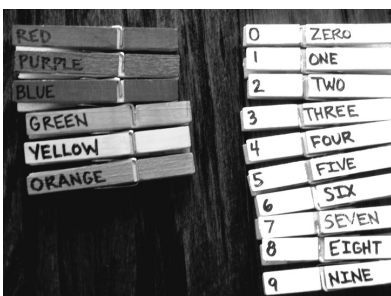 RED
PURPLE
BLUE
GREEN
YELLOW
ORANGE
0 ZERO
1 ONE
2 TWO
3 THREE
4 FOUR
5 FIVE
6 SIX
7 SEVEN
8 EIGHT
9 NINE